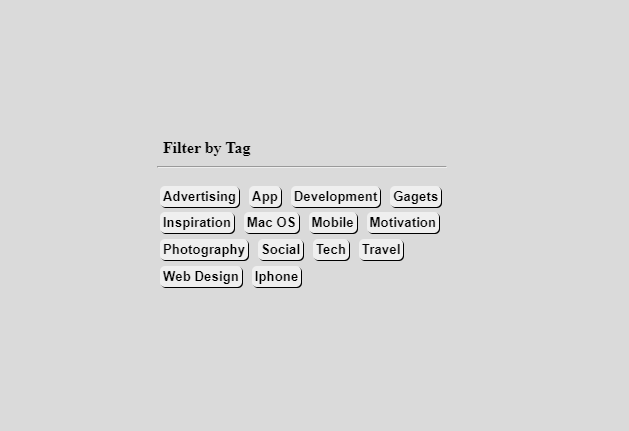 Filter by Tag
Advertising App Development Gagets
Inspiration Mac OS Mobile Motivation
Photography Social Tech Travel
Web Design Iphone